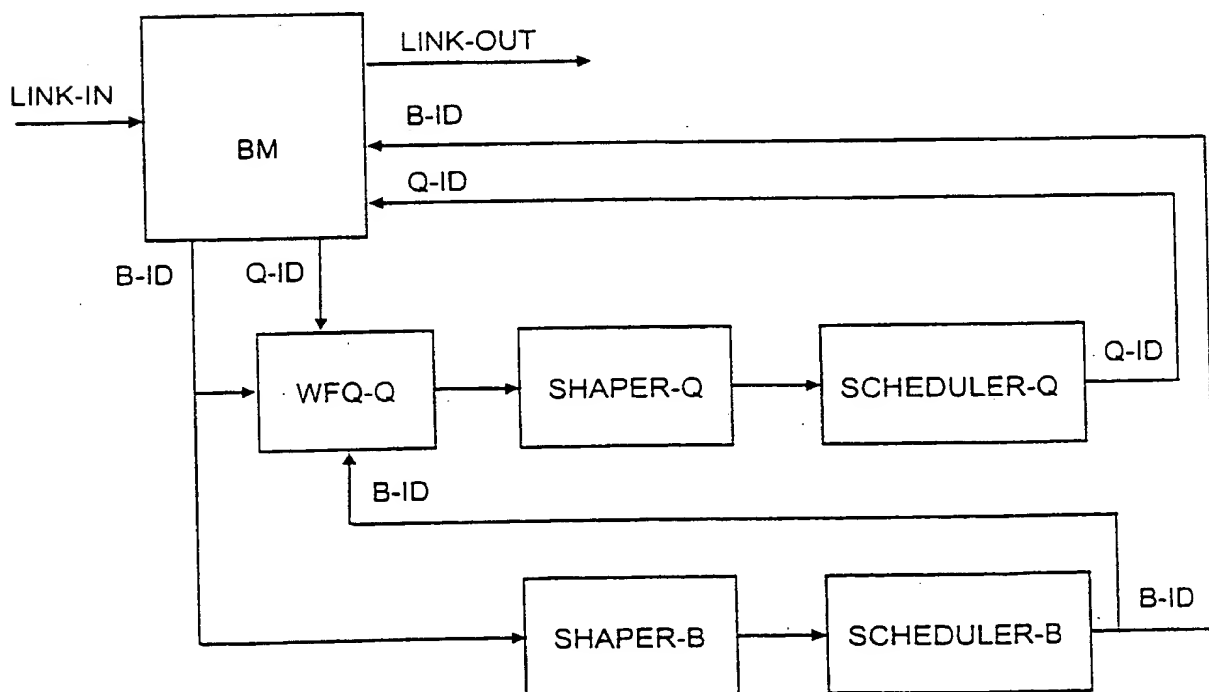 LINK-OUT
LINK-IN
B-ID
BM
Q-ID
B-ID
Q-ID
Q-ID
WFQ-Q
SHAPER-Q
SCHEDULER-Q
B-ID
B-ID
SHAPER-B
SCHEDULER-B